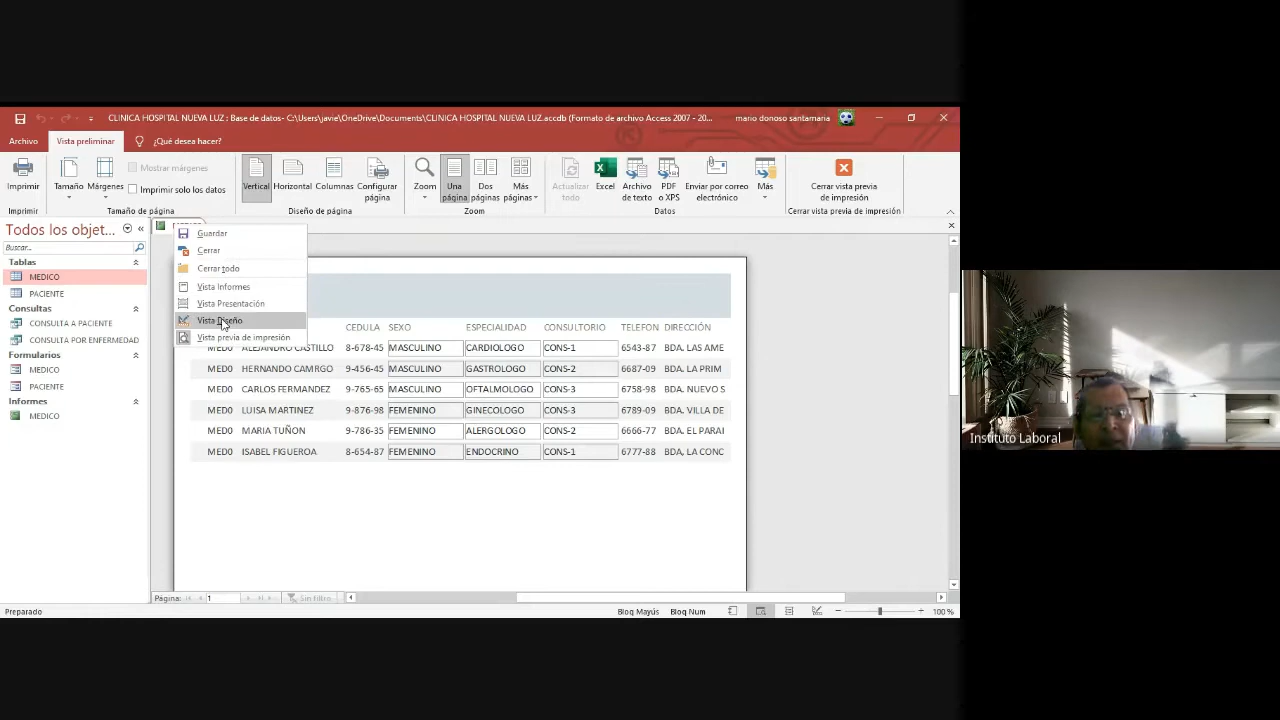 CLINICA HOSPITAL NUEVA LUZ : Base de datos- C:\Users\javie\OneDrive\Documents\CLINICA HOSPITAL NUEVA LUZ.accdb (Formato de archivo Access 2007 - 20...
mario donoso santamaria
Archivo
Vista preliminar
¿Qué desea hacer?
Imprimir
Tamaño
Márgenes
Mostrar márgenes
Imprimir solo los datos
Vertical
Horizontal
Columnas
Configurar página
Zoom
Una página
Dos páginas
Más páginas
Actualizar todo
Excel
Archivo de texto
PDF o XPS
Enviar por correo electrónico
Más
Cerrar vista previa de impresión
Imprimir
Tamaño de página
Diseño de página
Zoom
Datos
Cerrar vista previa de impresión
Todos los objet...
Buscar...
Tablas
MEDICO
PACIENTE
Consultas
CONSULTA A PACIENTE
CONSULTA POR ENFERMEDAD
Formularios
MEDICO
PACIENTE
Informes
MEDICO
Guardar
Cerrar
Cerrar todo
Vista Informes
Vista Presentación
Vista Diseño
Vista previa de impresión
CEDULA SEXO ESPECIALIDAD CONSULTORIO TELEFON DIRECCIÓN
MED0 ALEJANDRO CASTILLO 8-678-45 MASCULINO CARDIOLOGO CONS-1 6543-87 BDA. LAS AME
MED0 HERNANDO CAMRGO 9-456-45 MASCULINO GASTROLOGO CONS-2 6687-09 BDA. LA PRIM
MED0 CARLOS FERMANDEZ 9-765-65 MASCULINO OFTALMOLOGO CONS-3 6758-98 BDA. NUEVO S
MED0 LUISA MARTINEZ 9-876-98 FEMENINO GINECOLOGO CONS-3 6789-09 BDA. VILLA DE
MED0 MARIA TUÑON 9-786-35 FEMENINO ALERGOLOGO CONS-2 6666-77 BDA. EL PARAI
MED0 ISABEL FIGUEROA 8-654-87 FEMENINO ENDOCRINO CONS-1 6777-88 BDA, LA CONC
Página: 1
Sin filtro
Preparado
Bloq Mayús
Bloq Num
100 %
Instituto Laboral